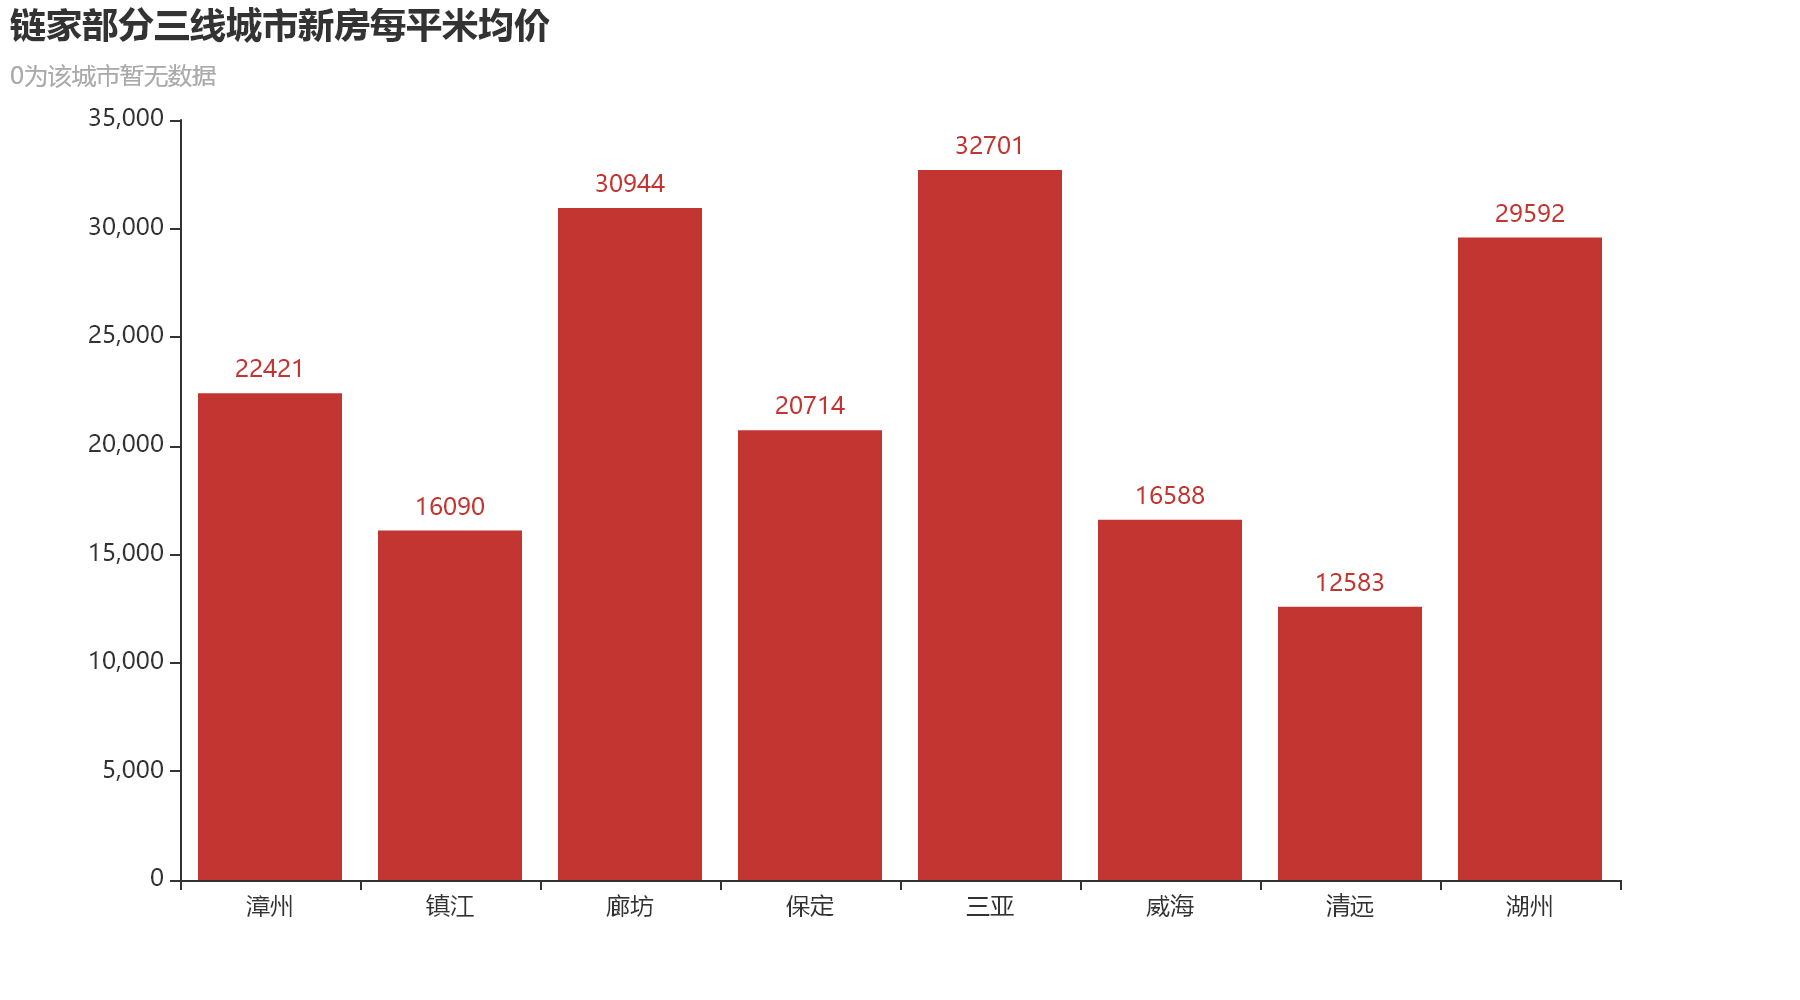 链家部分三线城市新房每平米均价
0为该城市暂无数据
35,000
30,000
25,000
20,000
15,000
10,000
5,000
0
22421
16090
30944
20714
32701
16588
12583
29592
漳州
镇江
廊坊
保定
三亚
威海
清远
湖州